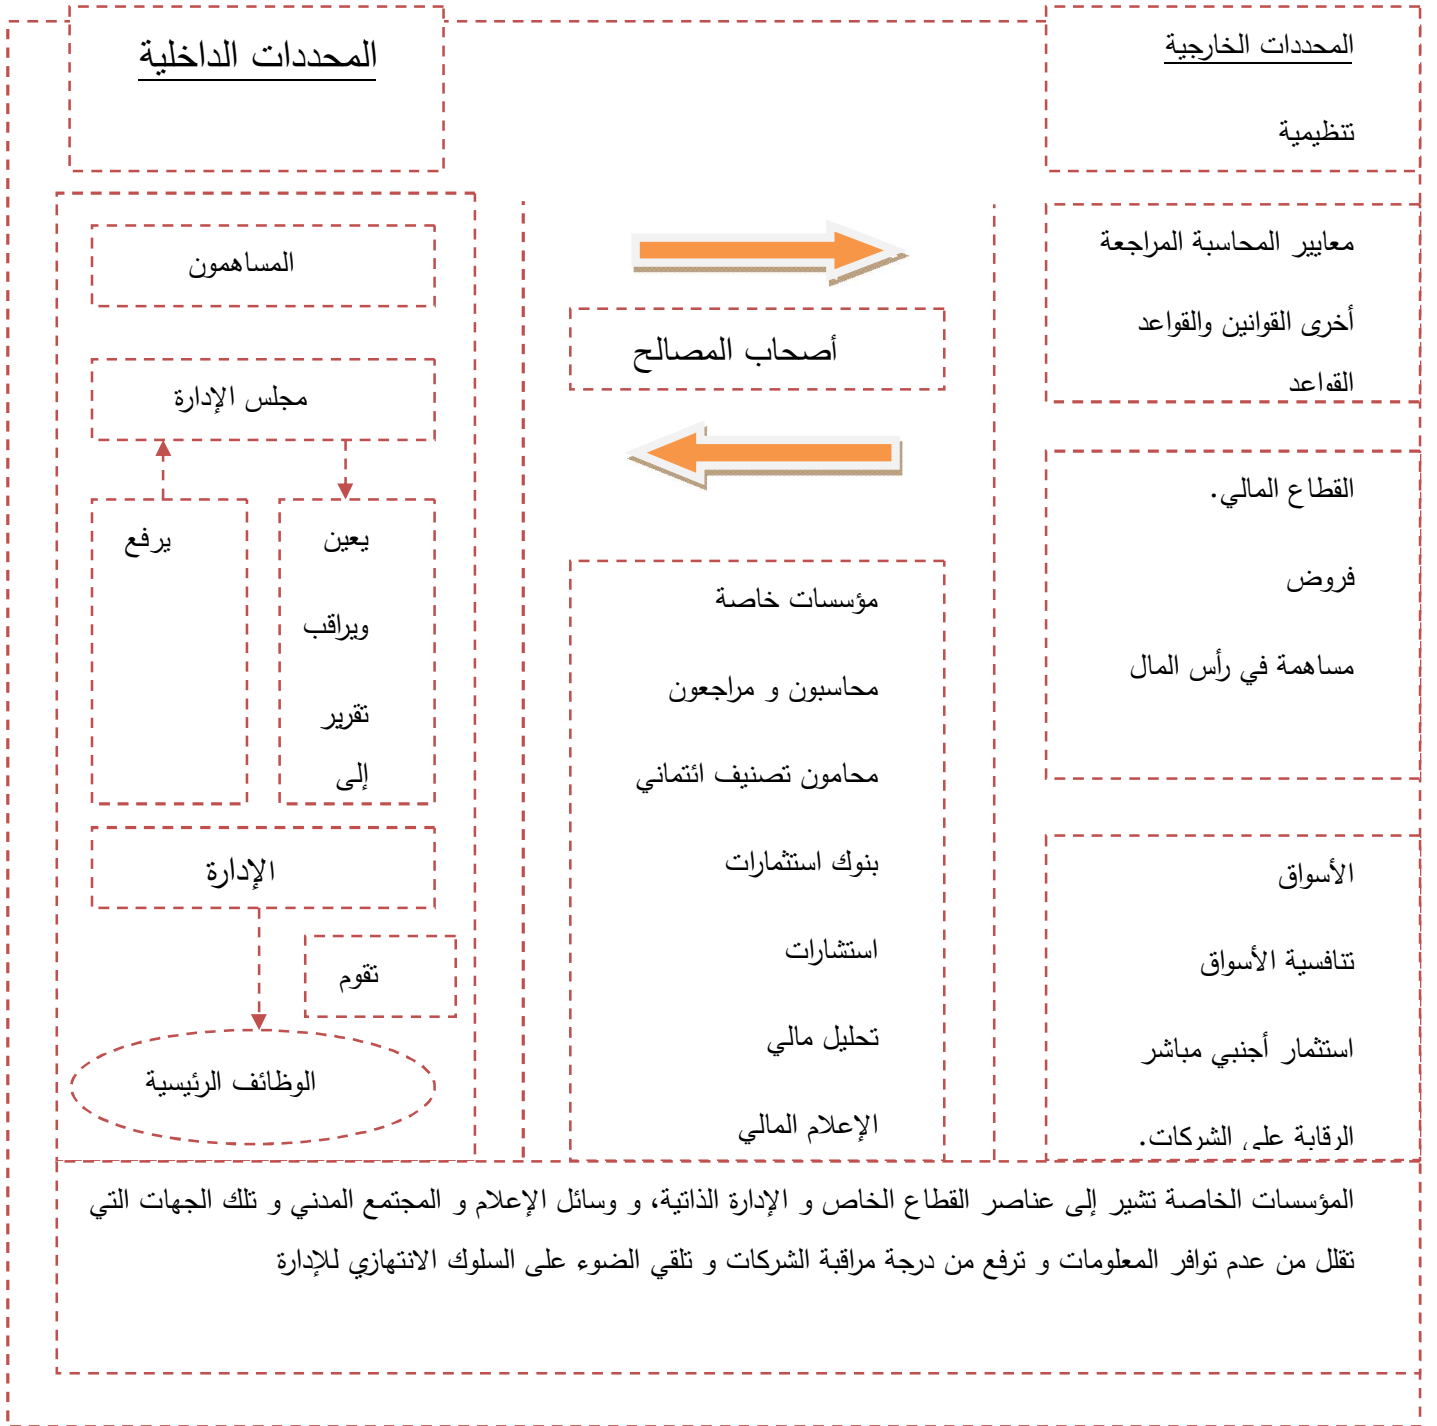 المحددات الخارجية
تنظيمية
معايير المحاسبة المراجعة
أخرى القوانين والقواعد
القواعد
القطاع المالي.
فروض
مساهمة في رأس المال
الأسواق
تنافسية الأسواق
استثمار أجنبي مباشر
الرقابة على الشركات.
أصحاب المصالح
مؤسسات خاصة
محاسبون و مراجعون
محامون تصنيف ائتماني
بنوك استثمارات
استشارات
تحليل مالي
الإعلام المالي
المحددات الداخلية
المساهمون
مجلس الإدارة
يعين
ويراقب
تقرير
إلى
يرفع
الإدارة
تقوم
الوظائف الرئيسية
المؤسسات الخاصة تشير إلى عناصر القطاع الخاص و الإدارة الذاتية، و وسائل الإعلام و المجتمع المدني و تلك الجهات التي
تقلل من عدم توافر المعلومات و ترفع من درجة مراقبة الشركات و تلقي الضوء على السلوك الانتهازي للإدارة